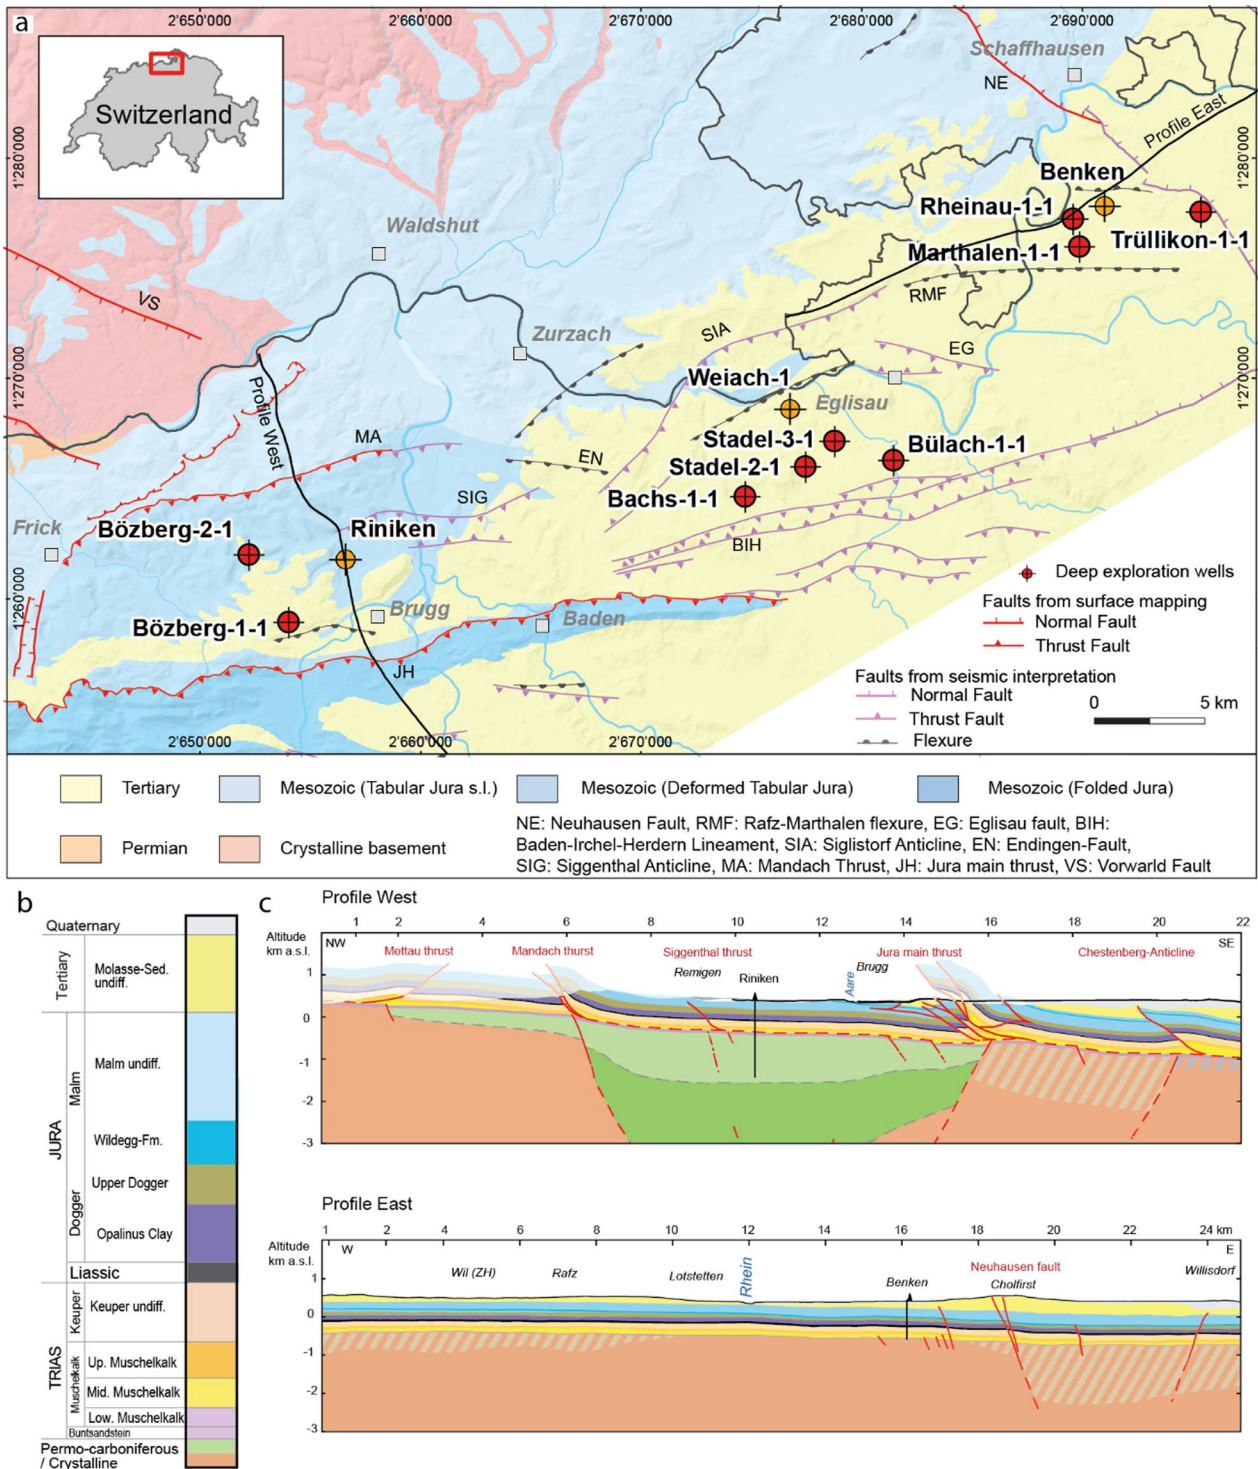 a
2'650'000 2'660'000 2'670'000 2'680'000 2'690'000
Switzerland
1'280'000
1'270'000
1'260'000
1'280'000
1'270'000
Schaffhausen
NE
Profile East
Benken
Rheinau-1-1
Trüllikon-1-1
Marthalen-1-1
RMF
Waldshut
VS
Zurzach
SIA
EG
Weiach-1
Eglisau
Profile West
MA
EN
Stadel-3-1
Bülach-1-1
Stadel-2-1
Bachs-1-1
SIG
BIH
Frick
Bözberg-2-1
Riniken
Brugg
Baden
Bözberg-1-1
JH
Deep exploration wells
Faults from surface mapping
Normal Fault
Thrust Fault
Faults from seismic interpretation
Normal Fault
Thrust Fault
Flexure
0 5 km
2'650'000 2'660'000 2'670'000
Tertiary
Mesozoic (Tabular Jura s.l.)
Mesozoic (Deformed Tabular Jura)
Mesozoic (Folded Jura)
Permian
Crystalline basement
NE: Neuhausen Fault, RMF: Rafz-Marthalen flexure, EG: Eglisau fault, BIH:
Baden-Irchel-Herdern Lineament, SIA: Siglistorf Anticline, EN: Endingen-Fault,
SIG: Siggenthal Anticline, MA: Mandach Thrust, JH: Jura main thrust, VS: Vorwarld Fault
b
Quaternary
Tertiary
Molasse-Sed.
undiff.
JURA
Malm
Malm undiff.
Wildegg-Fm.
Dogger
Upper Dogger
Opalinus Clay
Liassic
TRIAS
Keuper
Keuper undiff.
Muschelkalk
Up. Muschelkalk
Mid. Muschelkalk
Low. Muschelkalk
Buntsandstein
Permo-carboniferous
/ Crystalline
c
Profile West
1 2 4 6 8 10 12 14 16 18 20 22
Altitude
km a.s.l.
NW SE
Mettau thrust Mandach thurst Siggenthal thrust Jura main thrust Chestenberg-Anticline
Remigen Riniken Aare Brugg
1
0
-1
-2
-3
Profile East
1 2 4 6 8 10 12 14 16 18 20 22 24 km
Altitude
km a.s.l.
W E
Wil (ZH) Rafz Lotstetten Rhein Benken
Neuhausen fault
Cholfirst
Willisdorf
1
0
-1
-2
-3